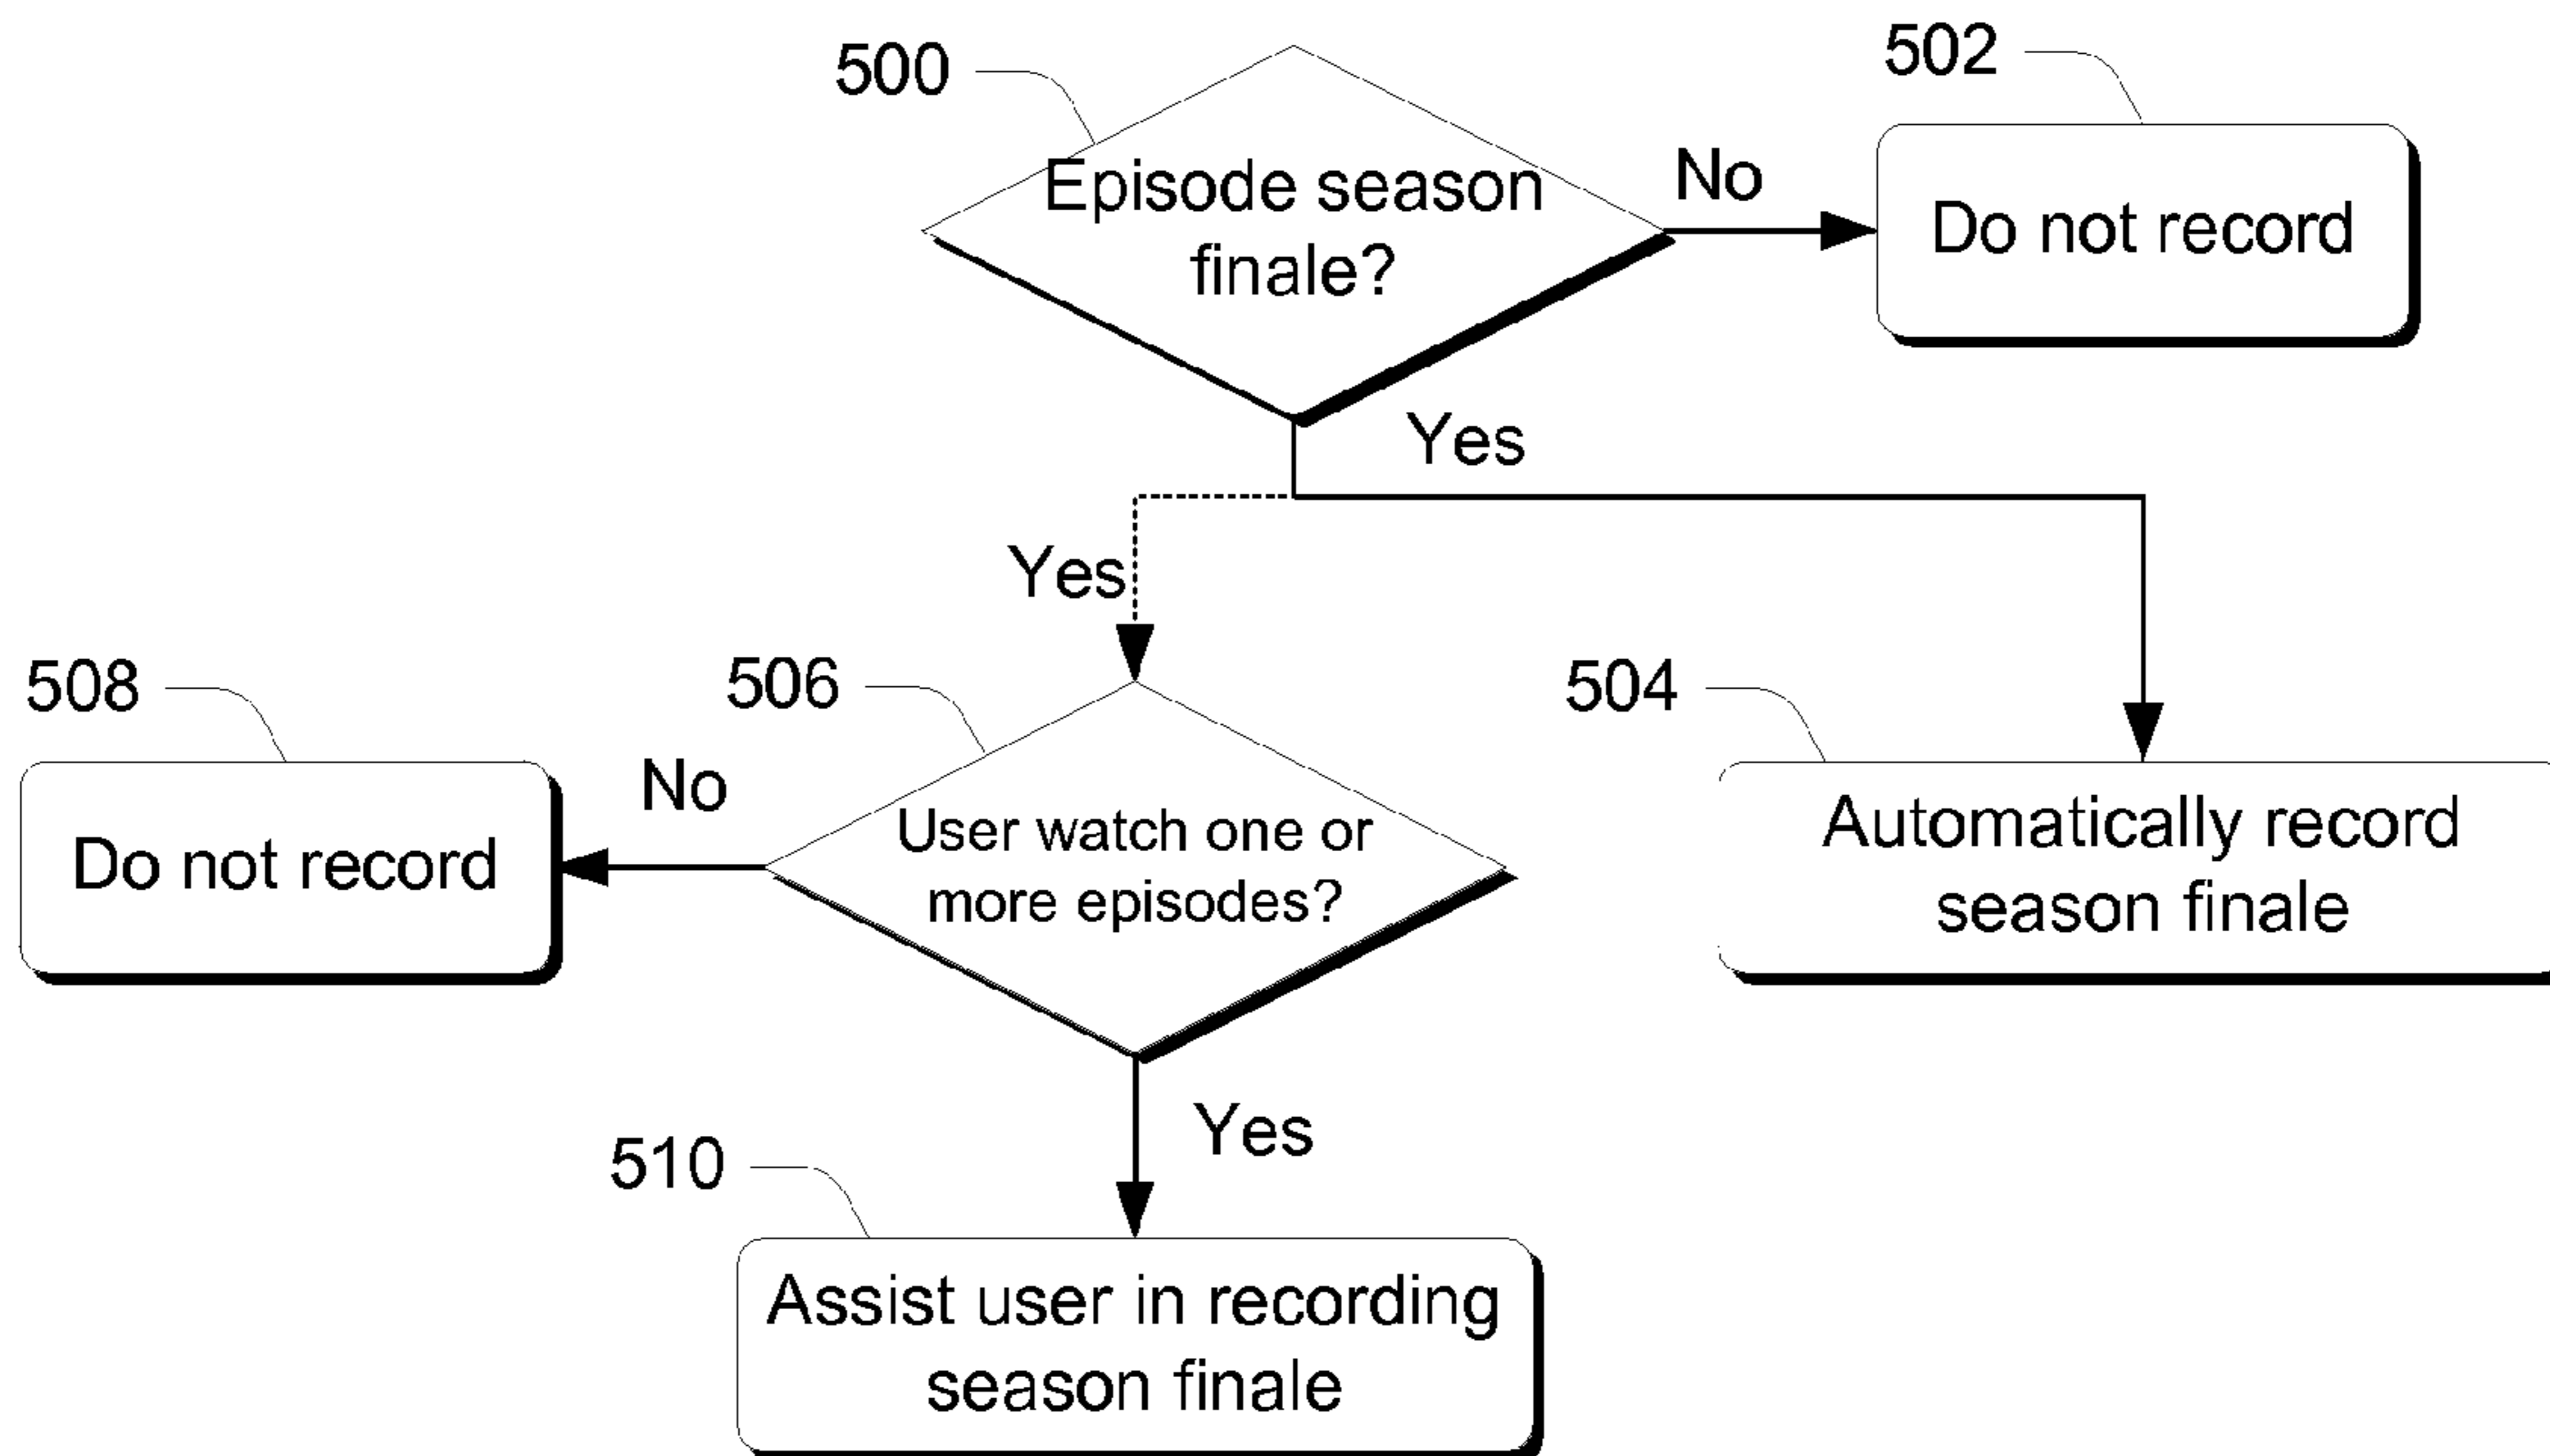 500
502
Episode season
finale?
No
Do not record
Yes
Yes
508
506
504
No
Do not record
User watch one or
more episodes?
Automatically record
season finale
Yes
510
Assist user in recording
season finale